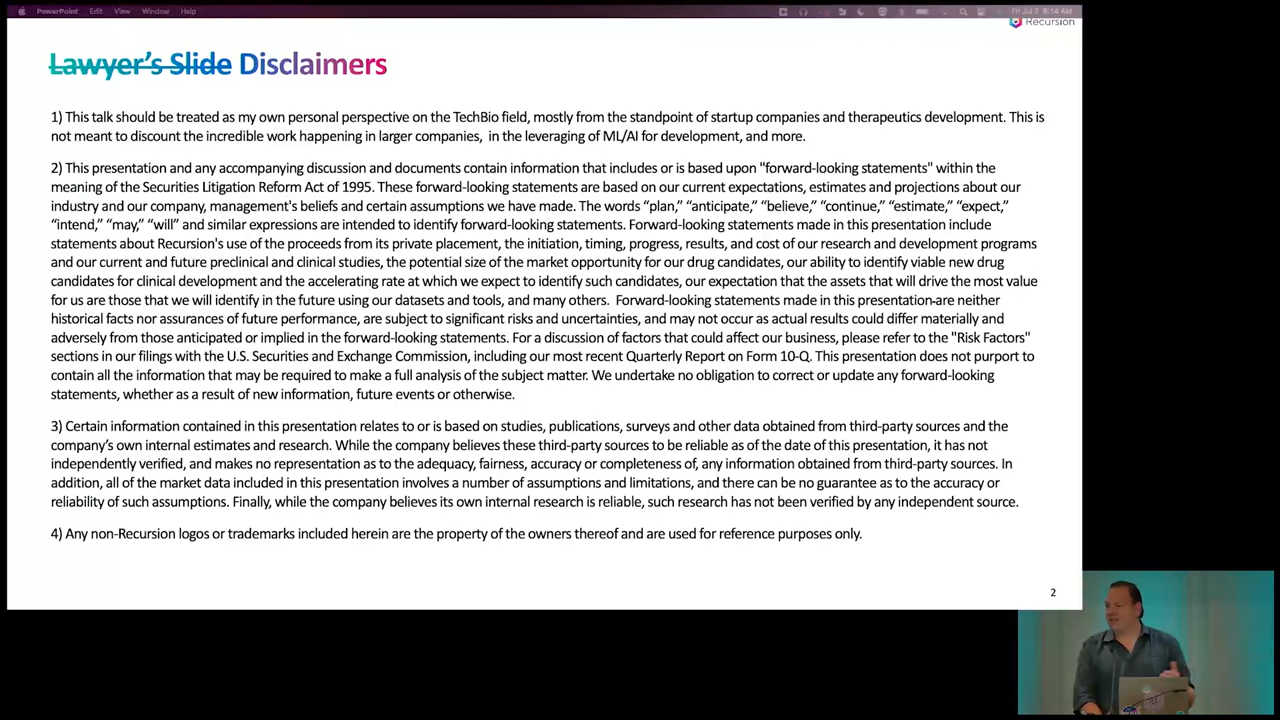 PowerPoint Edit View Window Help
Fri Jul 7 8:14 AM
Recursion
Lawyer's Slide Disclaimers
1) This talk should be treated as my own personal perspective on the TechBio field, mostly from the standpoint of startup companies and therapeutics development. This is
not meant to discount the incredible work happening in larger companies, in the leveraging of ML/AI for development, and more.
2) This presentation and any accompanying discussion and documents contain information that includes or is based upon "forward-looking statements" within the
meaning of the Securities Litigation Reform Act of 1995. These forward-looking statements are based on our current expectations, estimates and projections about our
industry and our company, management's beliefs and certain assumptions we have made. The words “plan,” “anticipate,” “believe,” “continue,” “estimate,” “expect,”
“intend,” “may,” “will” and similar expressions are intended to identify forward-looking statements. Forward-looking statements made in this presentation include
statements about Recursion's use of the proceeds from its private placement, the initiation, timing, progress, results, and cost of our research and development programs
and our current and future preclinical and clinical studies, the potential size of the market opportunity for our drug candidates, our ability to identify viable new drug
candidates for clinical development and the accelerating rate at which we expect to identify such candidates, our expectation that the assets that will drive the most value
for us are those that we will identify in the future using our datasets and tools, and many others. Forward-looking statements made in this presentation are neither
historical facts nor assurances of future performance, are subject to significant risks and uncertainties, and may not occur as actual results could differ materially and
adversely from those anticipated or implied in the forward-looking statements. For a discussion of factors that could affect our business, please refer to the "Risk Factors"
sections in our filings with the U.S. Securities and Exchange Commission, including our most recent Quarterly Report on Form 10-Q. This presentation does not purport to
contain all the information that may be required to make a full analysis of the subject matter. We undertake no obligation to correct or update any forward-looking
statements, whether as a result of new information, future events or otherwise.
3) Certain information contained in this presentation relates to or is based on studies, publications, surveys and other data obtained from third-party sources and the
company’s own internal estimates and research. While the company believes these third-party sources to be reliable as of the date of this presentation, it has not
independently verified, and makes no representation as to the adequacy, fairness, accuracy or completeness of, any information obtained from third-party sources. In
addition, all of the market data included in this presentation involves a number of assumptions and limitations, and there can be no guarantee as to the accuracy or
reliability of such assumptions. Finally, while the company believes its own internal research is reliable, such research has not been verified by any independent source.
4) Any non-Recursion logos or trademarks included herein are the property of the owners thereof and are used for reference purposes only.
2